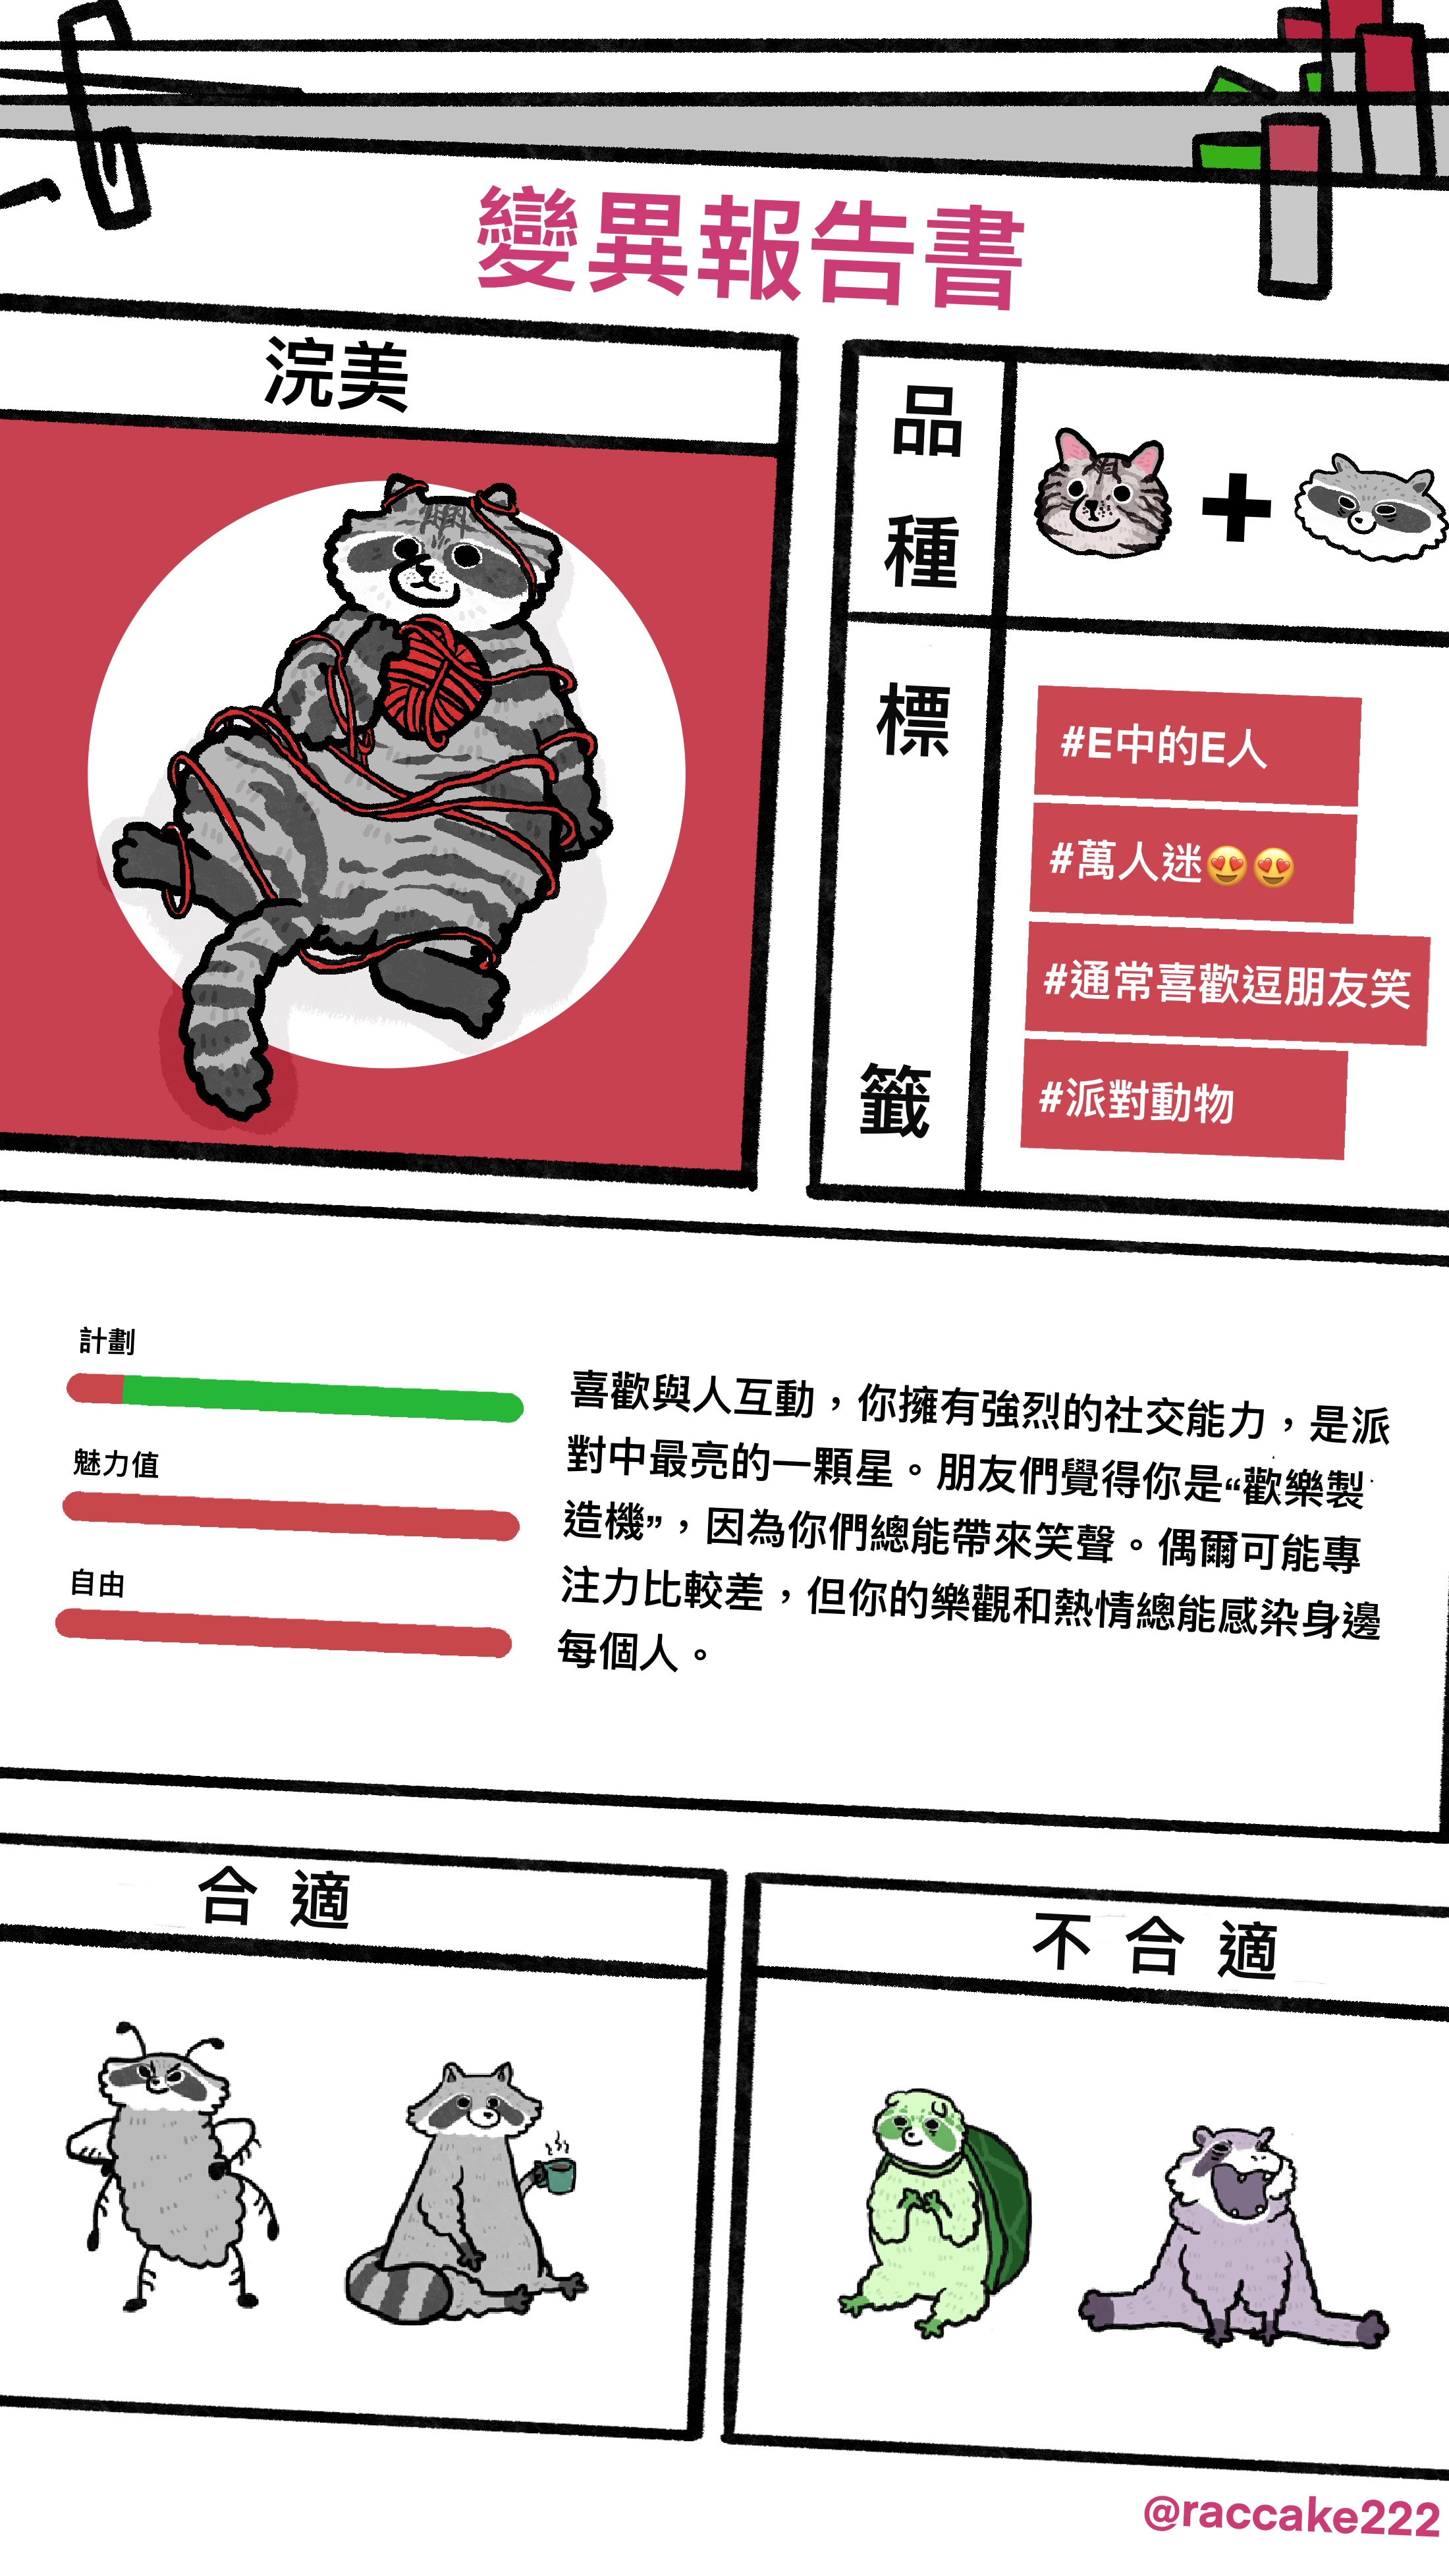 變異報告書
浣美
品
種
標
籤
#E中的E人
#萬人迷😍😍
#通常喜歡逗朋友笑
#派對動物
計劃
魅力值
自由
喜歡與人互動，你擁有強烈的社交能力，是派
對中最亮的一顆星。朋友們覺得你是“歡樂製
造機”，因為你們總能帶來笑聲。偶爾可能專
注力比較差，但你的樂觀和熱情總能感染身邊
每個人。
合適
不合適
@raccake222